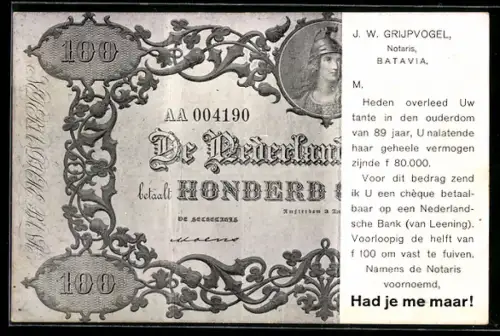 100
AA 004190
De Nederlan
betaalt HONDERD G
DE SECRETARIS
Amsterdam
100
J. W. GRIJPVOGEL,
Notaris,
BATAVIA.
M.
Heden overleed Uw
tante in den ouderdom
van 89 jaar, U nalatende
haar geheele vermogen
zijnde f 80.000.
Voor dit bedrag zend
ik U een chèque betaal-
baar op een Nederland-
sche Bank (van Leening).
Voorloopig de helft van
f 100 om vast te fuiven.
Namens de Notaris
voornoemd,
Had je me maar!